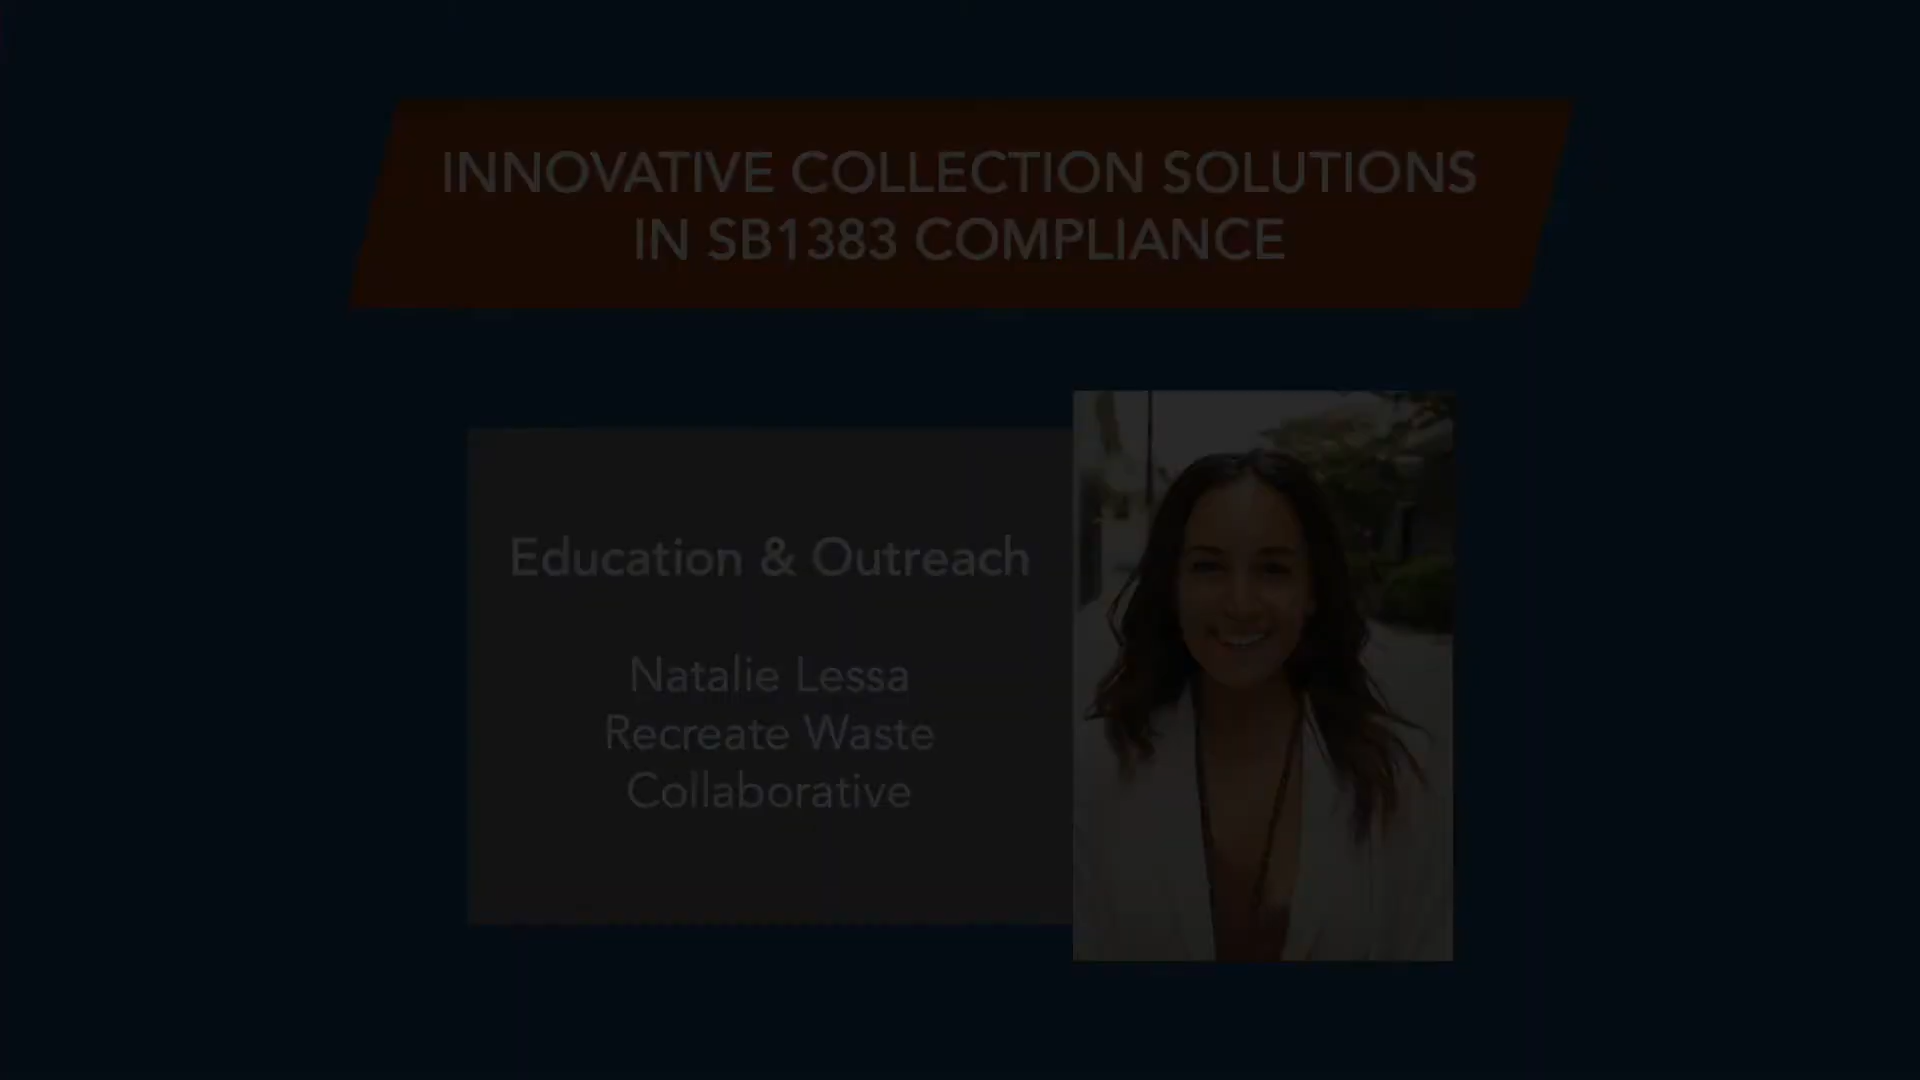 INNOVATIVE COLLECTION SOLUTIONS
IN SB1383 COMPLIANCE
Education & Outreach
Natalie Lessa
Recreate Waste
Collaborative